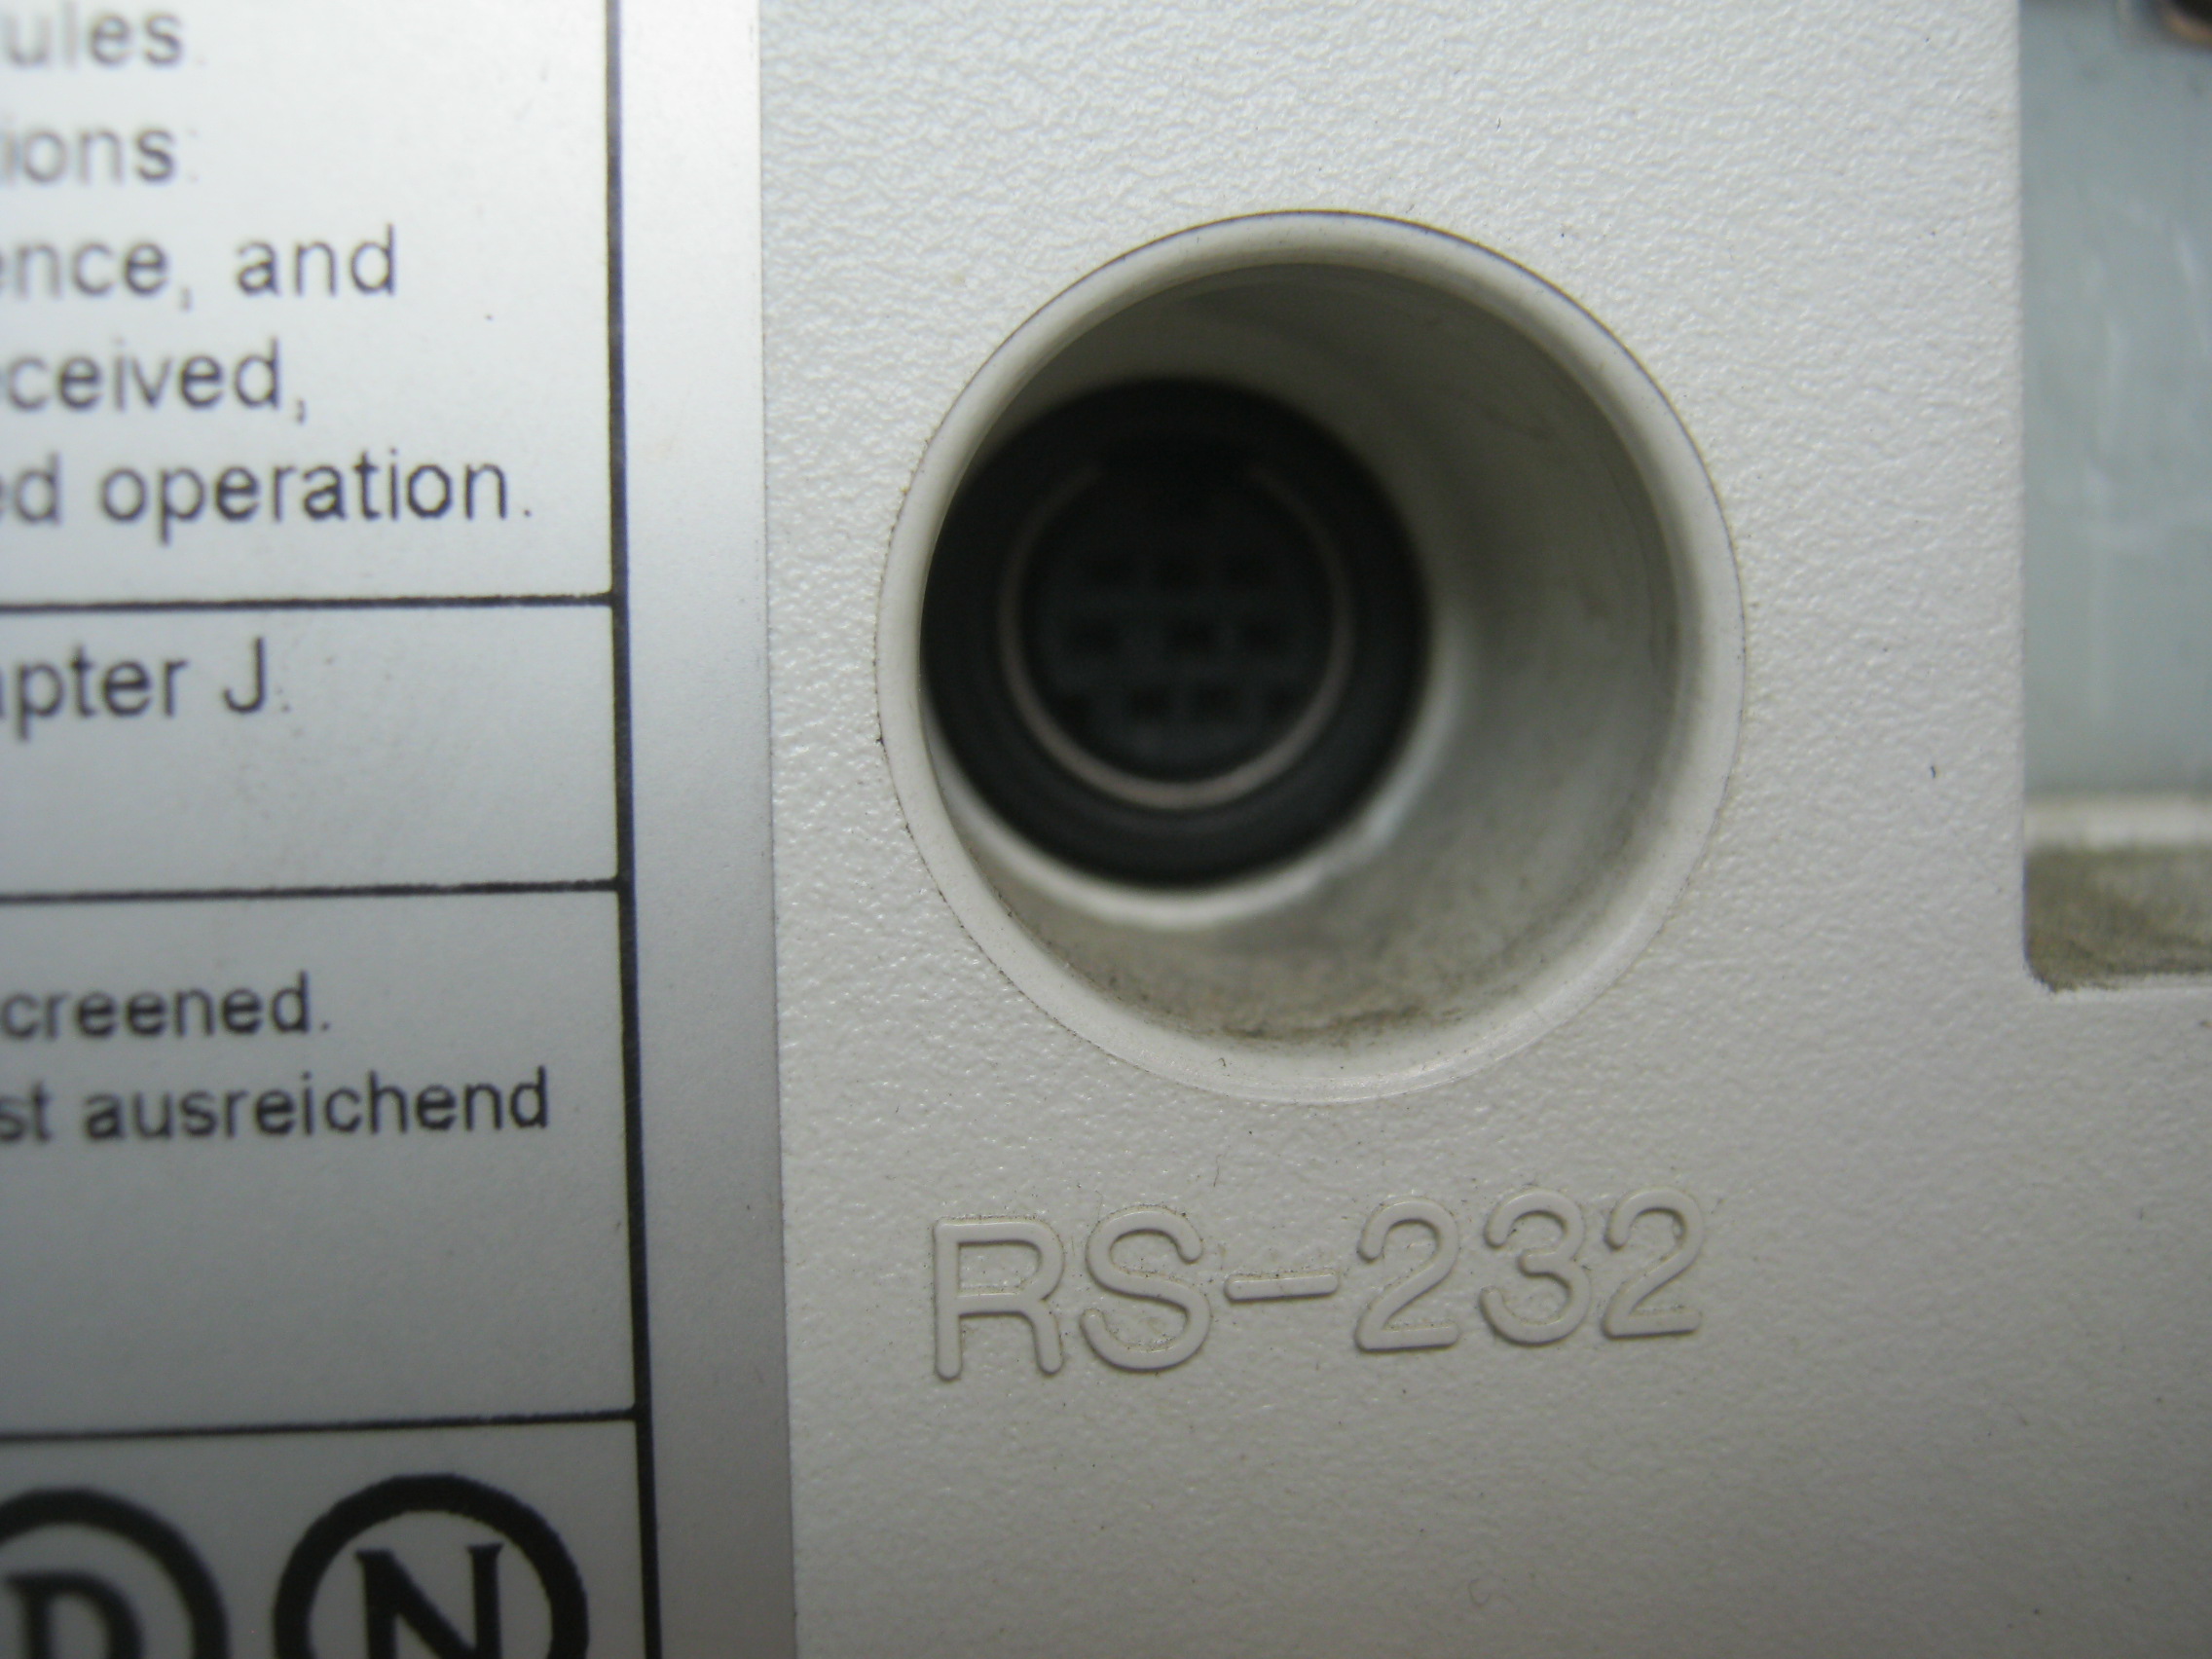 ules.
ions:
ence, and
ceived,
ed operation.
apter J.
creened.
st ausreichend
D N
RS-232